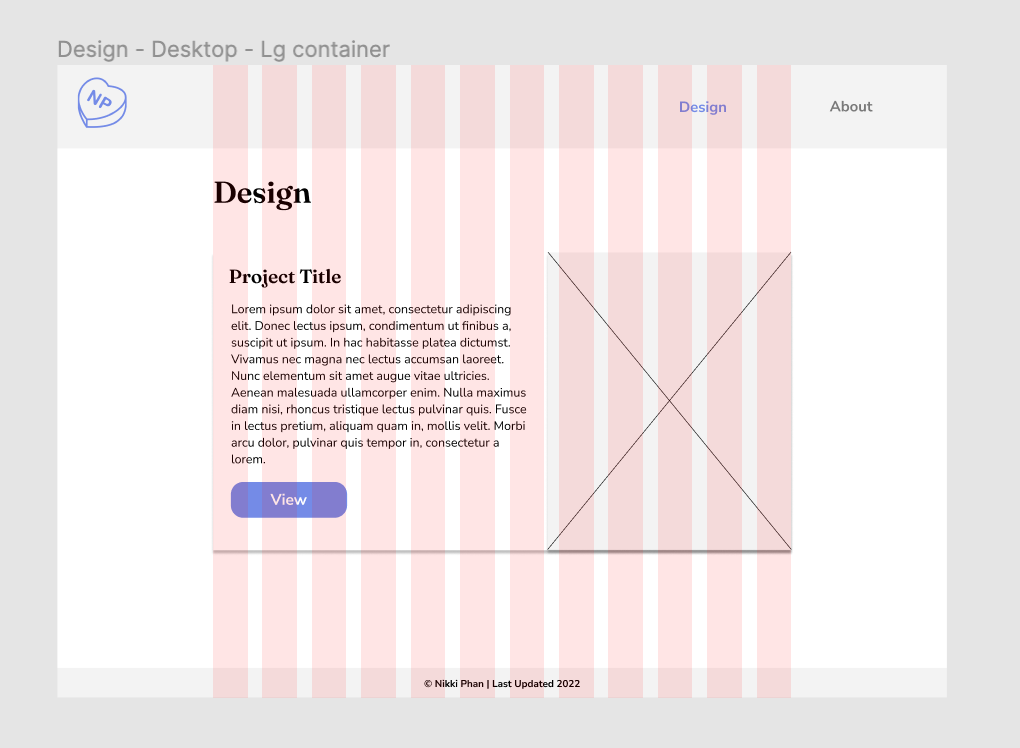 Design - Desktop - Lg container
NP
Design About
Design
Project Title
Lorem ipsum dolor sit amet, consectetur adipiscing
elit. Donec lectus ipsum, condimentum ut finibus a,
suscipit ut ipsum. In hac habitasse platea dictumst.
Vivamus nec magna nec lectus accumsan laoreet.
Nunc elementum sit amet augue vitae ultricies.
Aenean malesuada ullamcorper enim. Nulla maximus
diam nisi, rhoncus tristique lectus pulvinar quis. Fusce
in lectus pretium, aliquam quam in, mollis velit. Morbi
arcu dolor, pulvinar quis tempor in, consectetur a
lorem.
View
© Nikki Phan | Last Updated 2022